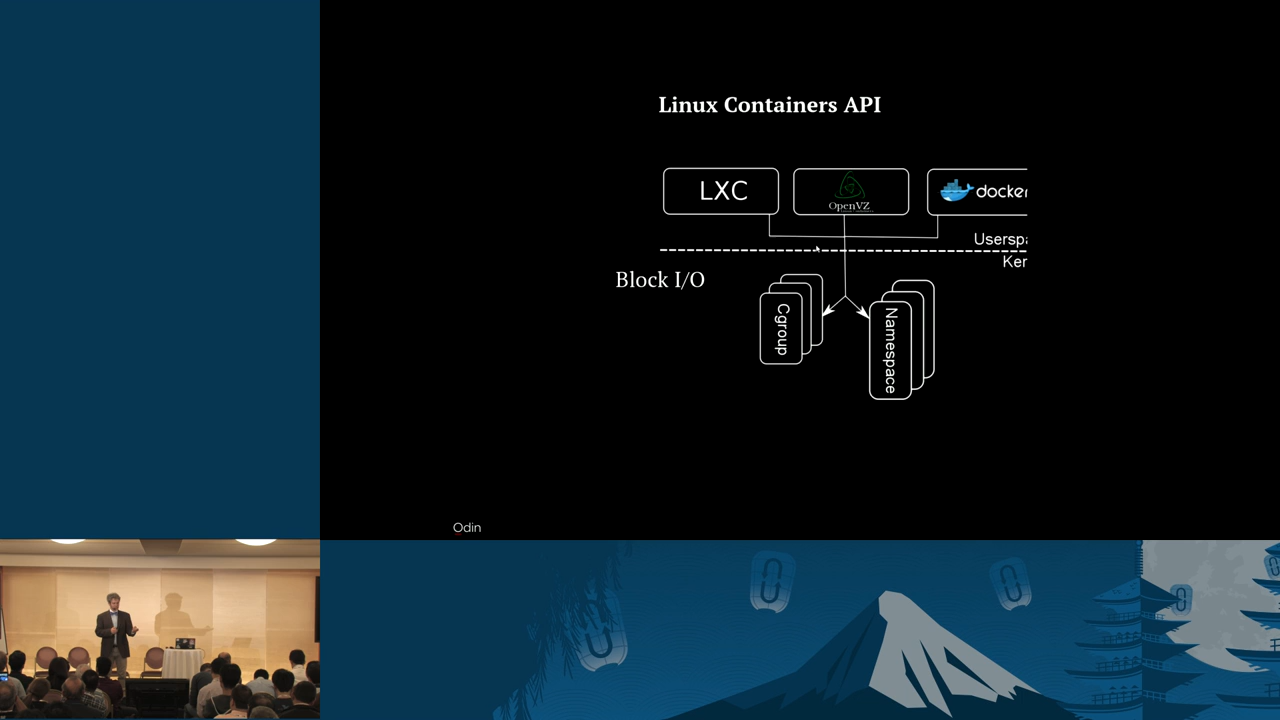 Linux Containers API
LXC
OpenVZ
docker
Userspa
Ker
Block I/O
Cgroup
Namespace
Odin